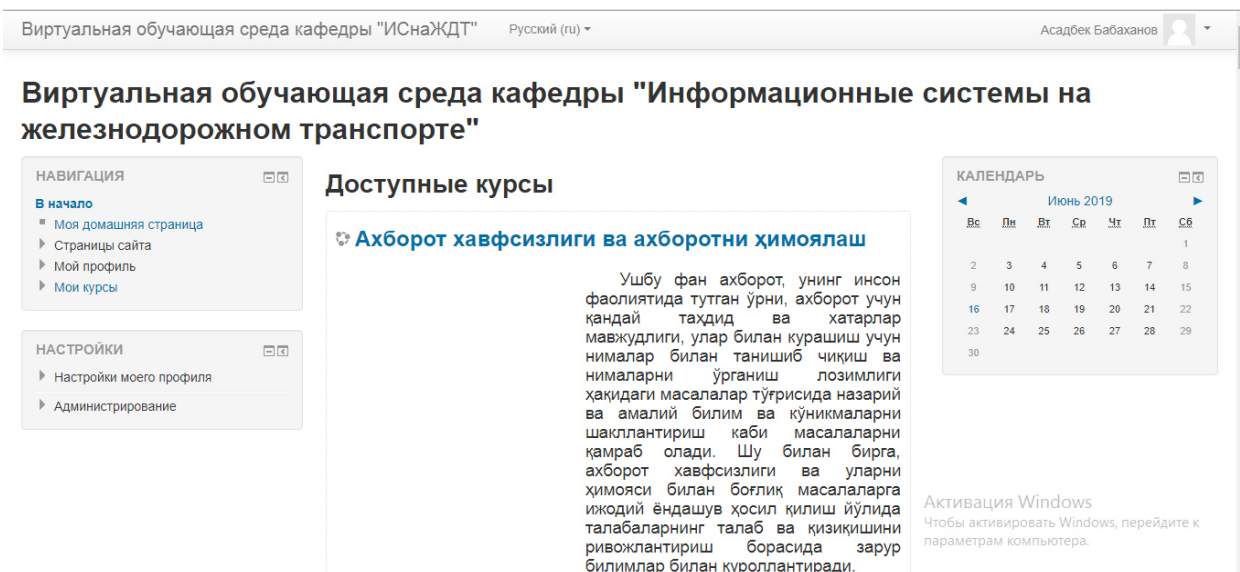 Виртуальная обучающая среда кафедры "ИСнаЖДТ" Русский (ru) Асадбек Бабаханов
Виртуальная обучающая среда кафедры "Информационные системы на
железнодорожном транспорте"
НАВИГАЦИЯ
В начало
Моя домашняя страница
Страницы сайта
Мой профиль
Мои курсы
НАСТРОЙКИ
Настройки моего профиля
Администрирование
Доступные курсы
Ахборот хавфсизлиги ва ахборотни ҳимоялаш
Ушбу фан ахборот, унинг инсон
фаолиятида тутган ўрни, ахборот учун
қандай таҳдид ва хатарлар
мавжудлиги, улар билан курашиш учун
нималар билан танишиб чиқиш ва
нималарни ўрганиш лозимлиги
ҳақидаги масалалар тўғрисида назарий
ва амалий билим ва кўникмаларни
шакллантириш каби масалаларни
қамраб олади. Шу билан бирга,
ахборот хавфсизлиги ва уларни
ҳимояси билан боғлиқ масалаларга
ижодий ёндашув ҳосил қилиш йўлида
талабаларнинг талаб ва қизиқишини
ривожлантириш борасида зарур
билимлар билан қуроллантиради.
КАЛЕНДАРЬ
Июнь 2019
Вс Пн Вт Ср Чт Пт Сб
1
2 3 4 5 6 7 8
9 10 11 12 13 14 15
16 17 18 19 20 21 22
23 24 25 26 27 28 29
30
Активация Windows
Чтобы активировать Windows, перейдите к
параметрам компьютера.